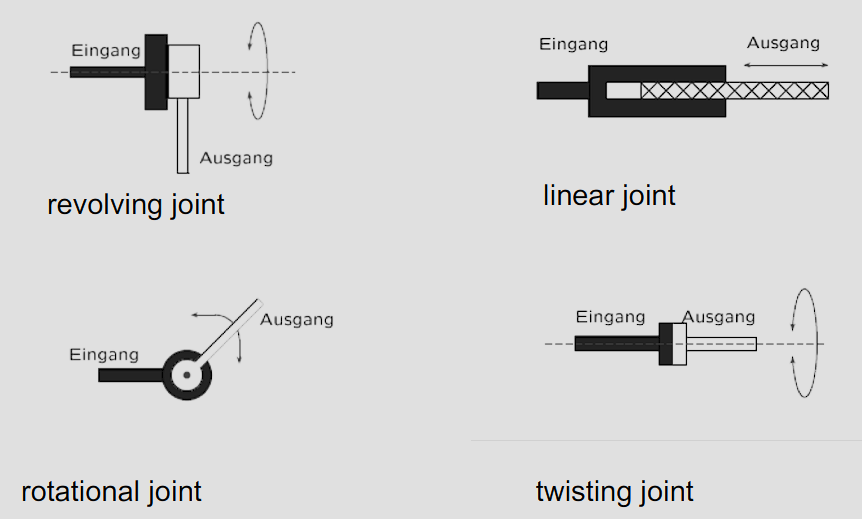 Eingang
Ausgang
revolving joint
Eingang
Ausgang
linear joint
Ausgang
Eingang
rotational joint
Eingang
Ausgang
twisting joint